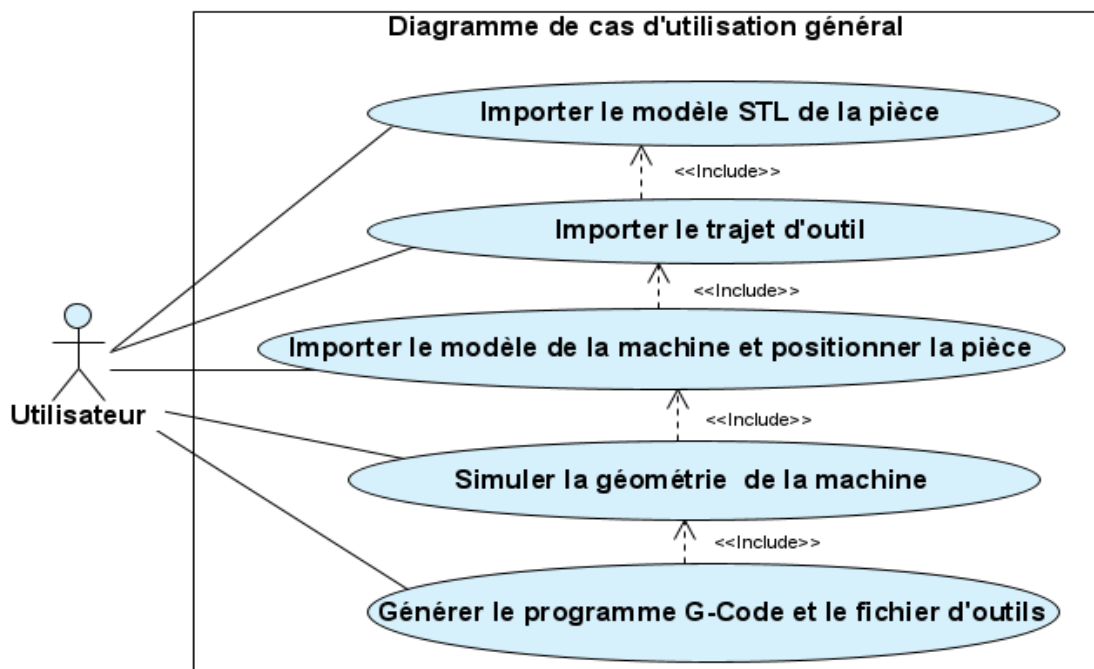 Diagramme de cas d'utilisation général
Importer le modèle STL de la pièce
<<Include>>
Importer le trajet d'outil
<<Include>>
Importer le modèle de la machine et positionner la pièce
Utilisateur
<<Include>>
Simuler la géométrie  de la machine
<<Include>>
Générer le programme G-Code et le fichier d'outils